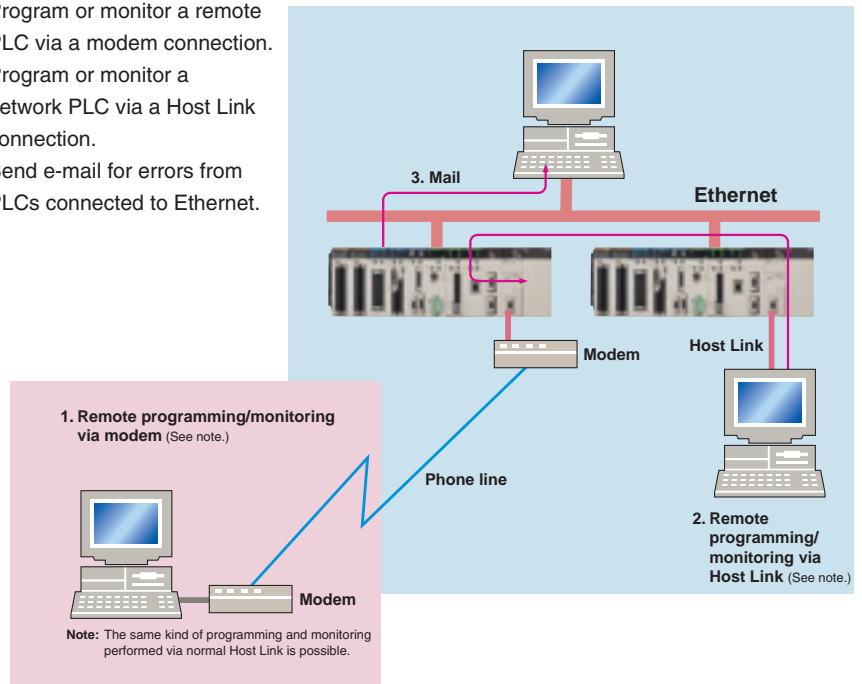 Program or monitor a remote
PLC via a modem connection.
Program or monitor a
network PLC via a Host Link
connection.
Send e-mail for errors from
PLCs connected to Ethernet.
3. Mail
Ethernet
Modem
Host Link
1. Remote programming/monitoring
via modem (See note.)
Phone line
2. Remote
programming/
monitoring via
Host Link (See note.)
Modem
Note: The same kind of programming and monitoring
performed via normal Host Link is possible.